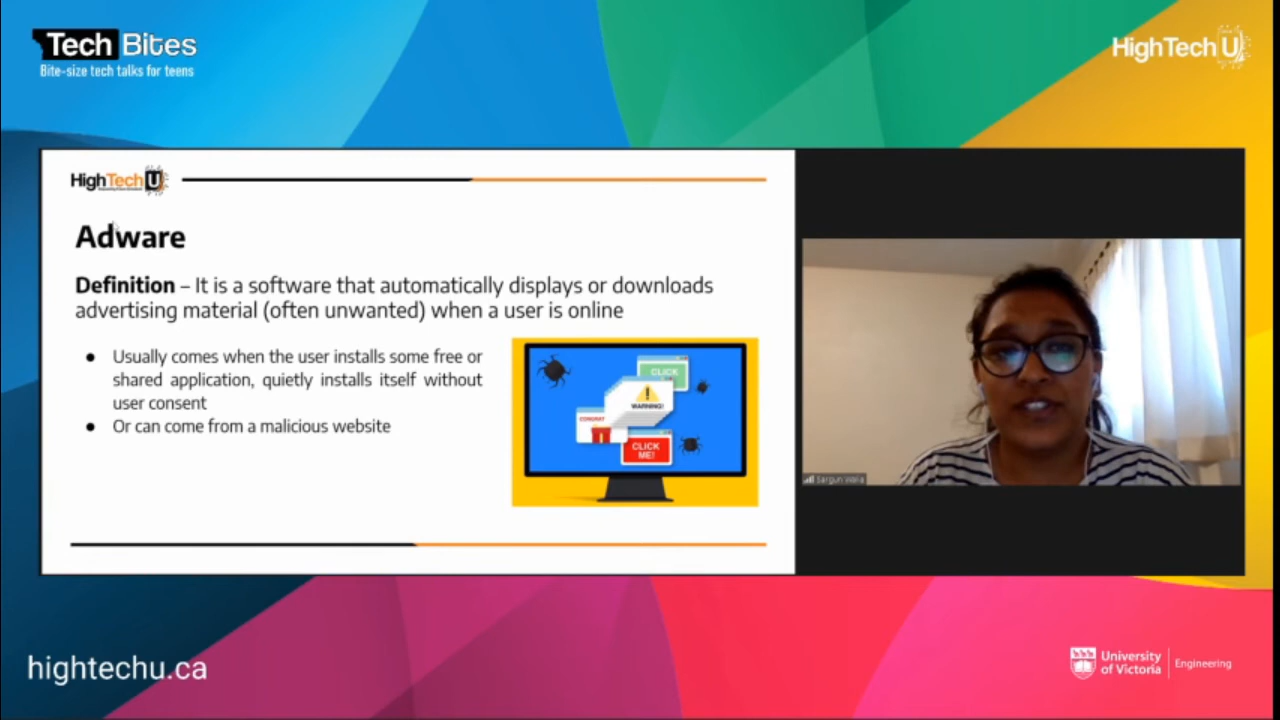 Tech Bites
Bite-size tech talks for teens
HighTech U
HighTechU
Adware
Definition – It is a software that automatically displays or downloads
advertising material (often unwanted) when a user is online
● Usually comes when the user installs some free or
shared application, quietly installs itself without
user consent
● Or can come from a malicious website
CLICK
WARNING!
CLICK
ME!
hightechu.ca
University
of Victoria
Engineering